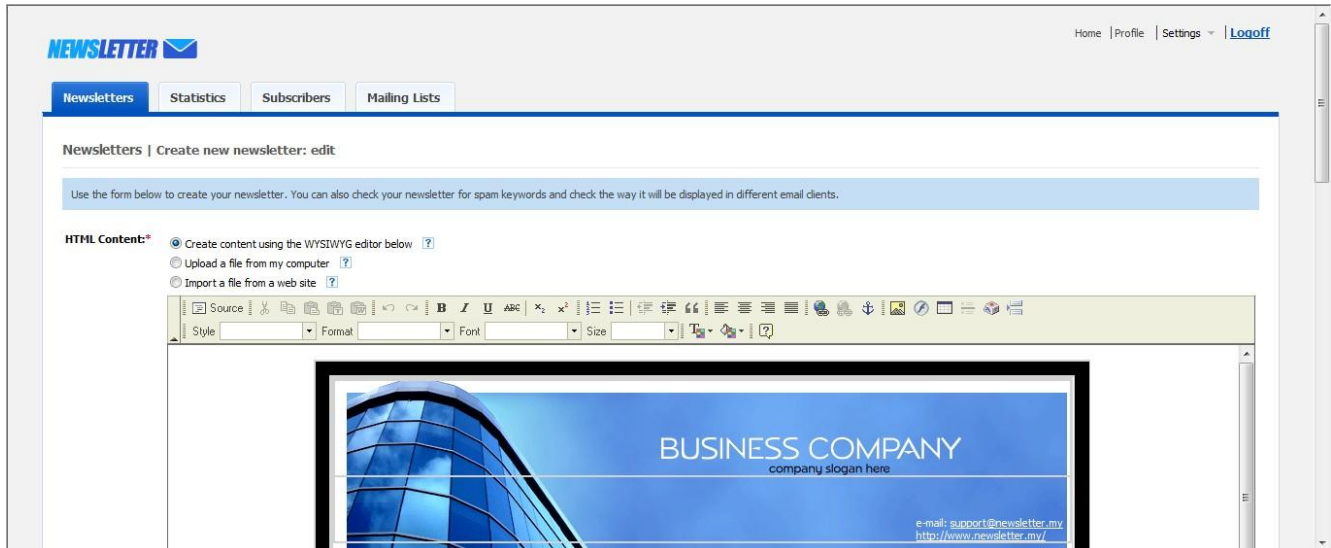 NEWSLETTER
Home | Profile | Settings | Logoff
Newsletters Statistics Subscribers Mailing Lists
Newsletters | Create new newsletter: edit
Use the form below to create your newsletter. You can also check your newsletter for spam keywords and check the way it will be displayed in different email clients.
HTML Content:*
Create content using the WYSIWYG editor below ?
Upload a file from my computer ?
Import a file from a web site ?
Source B I U ABC x₂ x²
Style Format Font Size
BUSINESS COMPANY
company slogan here
e-mail: support@newsletter.my
http://www.newsletter.my/